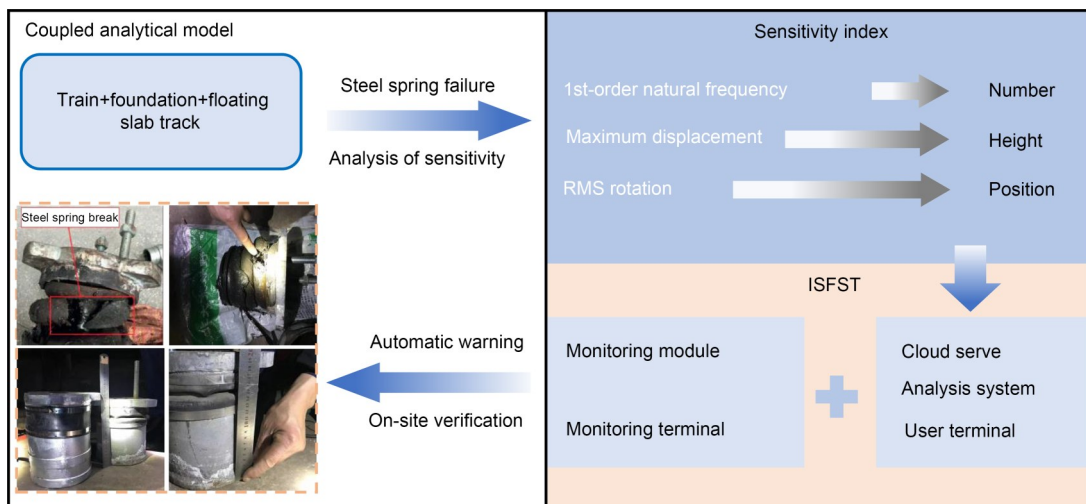 Coupled analytical model
Train+foundation+floating
slab track
Steel spring failure
Analysis of sensitivity
Sensitivity index
1st-order natural frequency
Number
Maximum displacement
Height
RMS rotation
Position
Steel spring break
Automatic warning
On-site verification
ISFST
Monitoring module
Monitoring terminal
Cloud serve
Analysis system
User terminal